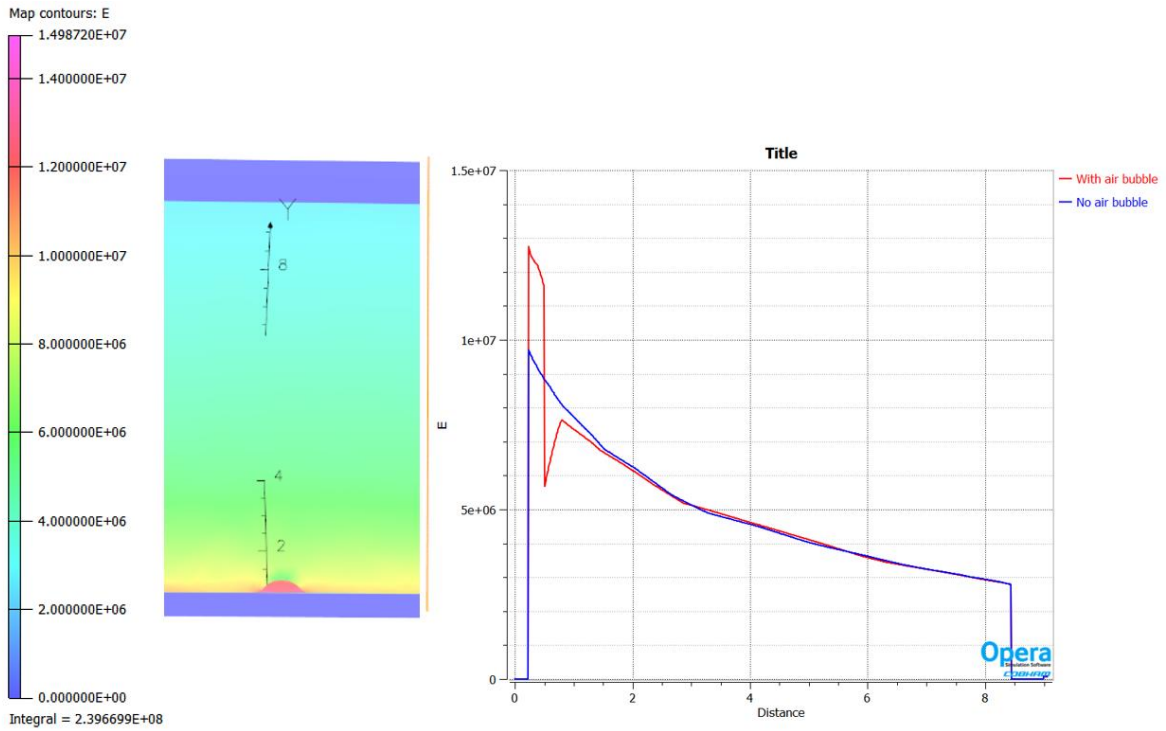 Map contours: E
1.498720E+07
1.400000E+07
1.200000E+07
1.000000E+07
8.000000E+06
6.000000E+06
4.000000E+06
2.000000E+06
0.000000E+00
Integral = 2.396699E+08
Y
8
4
2
Title
1.5e+07
1e+07
5e+06
0
E
0
2
4
6
8
Distance
With air bubble
No air bubble
Opera
Simulation Software
COBHAM